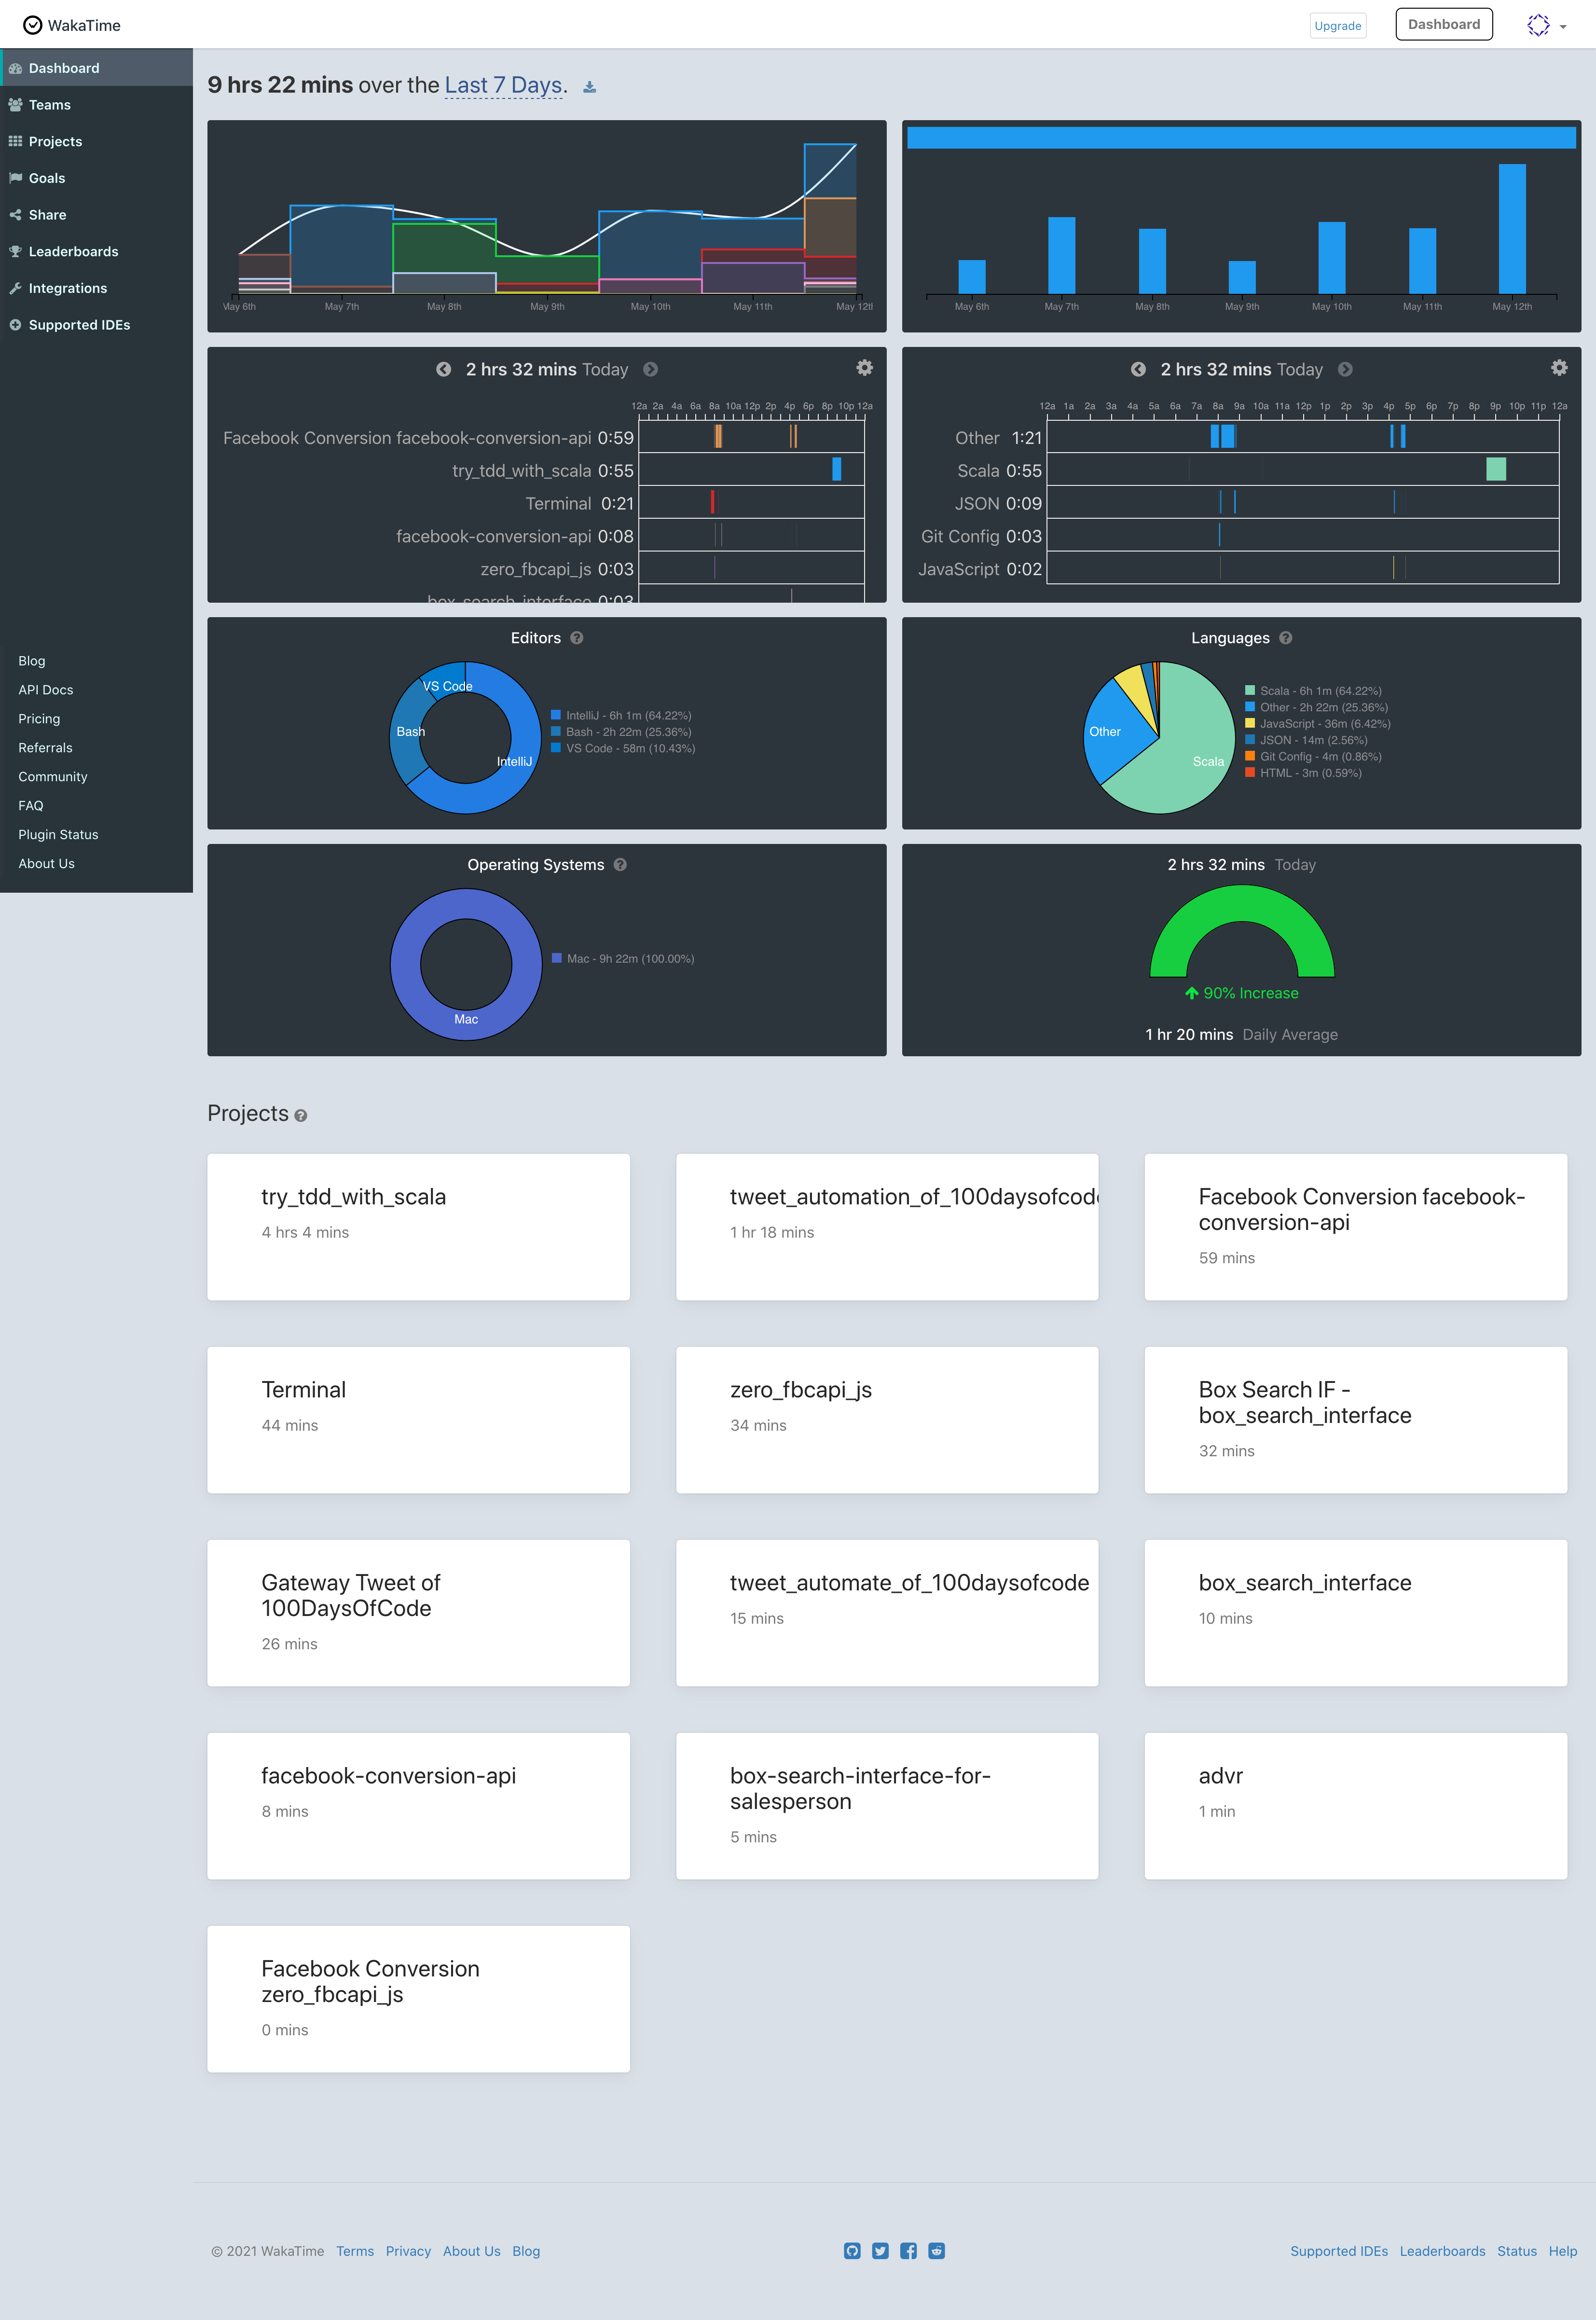 WakaTime
Upgrade
Dashboard
Dashboard
Teams
Projects
Goals
Share
Leaderboards
Integrations
Supported IDEs
Blog
API Docs
Pricing
Referrals
Community
FAQ
Plugin Status
About Us
9 hrs 22 mins over the Last 7 Days.
May 6th May 7th May 8th May 9th May 10th May 11th May 12th
May 6th May 7th May 8th May 9th May 10th May 11th May 12th
2 hrs 32 mins Today
12a 2a 4a 6a 8a 10a 12p 2p 4p 6p 8p 10p 12a
Facebook Conversion facebook-conversion-api 0:59
try_tdd_with_scala 0:55
Terminal 0:21
facebook-conversion-api 0:08
zero_fbcapi_js 0:03
box_search_interface 0:03
2 hrs 32 mins Today
12a 1a 2a 3a 4a 5a 6a 7a 8a 9a 10a 11a 12p 1p 2p 3p 4p 5p 6p 7p 8p 9p 10p 11p 12a
Other 1:21
Scala 0:55
JSON 0:09
Git Config 0:03
JavaScript 0:02
Editors
VS Code
Bash
IntelliJ
IntelliJ - 6h 1m (64.22%)
Bash - 2h 22m (25.36%)
VS Code - 58m (10.43%)
Languages
Other
Scala
Scala - 6h 1m (64.22%)
Other - 2h 22m (25.36%)
JavaScript - 36m (6.42%)
JSON - 14m (2.56%)
Git Config - 4m (0.86%)
HTML - 3m (0.59%)
Operating Systems
Mac
Mac - 9h 22m (100.00%)
2 hrs 32 mins Today
90% Increase
1 hr 20 mins Daily Average
Projects
try_tdd_with_scala
4 hrs 4 mins
tweet_automation_of_100daysofcode
1 hr 18 mins
Facebook Conversion facebook-
conversion-api
59 mins
Terminal
44 mins
zero_fbcapi_js
34 mins
Box Search IF -
box_search_interface
32 mins
Gateway Tweet of
100DaysOfCode
26 mins
tweet_automate_of_100daysofcode
15 mins
box_search_interface
10 mins
facebook-conversion-api
8 mins
box-search-interface-for-
salesperson
5 mins
advr
1 min
Facebook Conversion
zero_fbcapi_js
0 mins
© 2021 WakaTime Terms Privacy About Us Blog
Supported IDEs Leaderboards Status Help